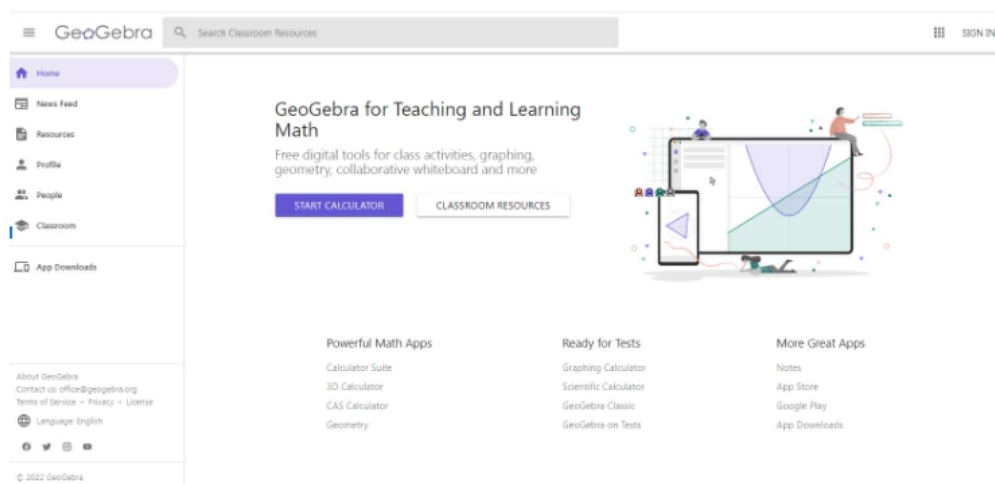 GeoGebra
Search Classroom Resources
SIGN IN
Home
News Feed
Resources
Profile
People
Classroom
App Downloads
About GeoGebra
Contact us: office@geogebra.org
Terms of Service – Privacy – License
Language: English
© 2022 GeoGebra
GeoGebra for Teaching and Learning
Math
Free digital tools for class activities, graphing,
geometry, collaborative whiteboard and more
START CALCULATOR
CLASSROOM RESOURCES
Powerful Math Apps
Calculator Suite
3D Calculator
CAS Calculator
Geometry
Ready for Tests
Graphing Calculator
Scientific Calculator
GeoGebra Classic
GeoGebra on Tests
More Great Apps
Notes
App Store
Google Play
App Downloads